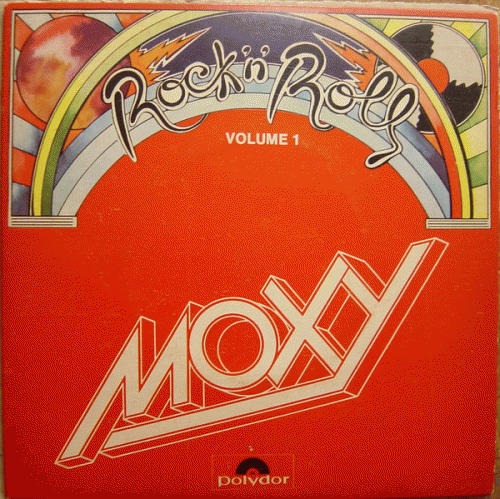 Rock 'n' Roll
VOLUME 1
MOXY
polydor